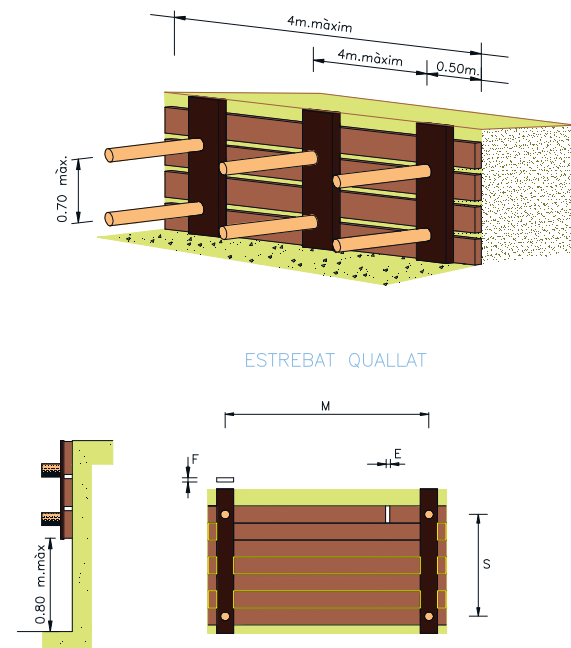 4m.màxim
4m.màxim
0.50m.
0.70 màx.
ESTREBAT QUALLAT
M
F
E
S
0.80 m.màx